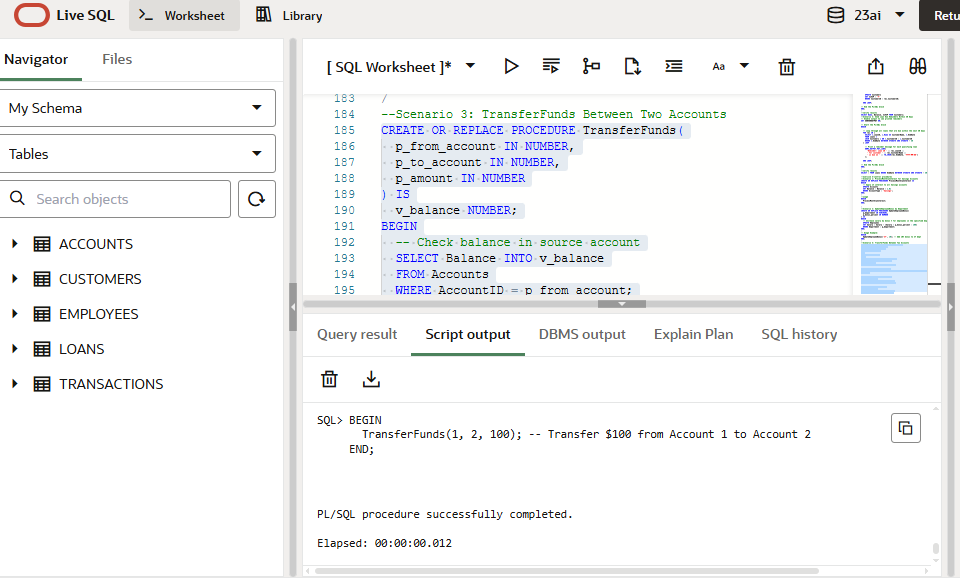 Live SQL
Worksheet
Library
23ai
Retu
Navigator
Files
My Schema
Tables
Search objects
ACCOUNTS
CUSTOMERS
EMPLOYEES
LOANS
TRANSACTIONS
[ SQL Worksheet ]*
Aa
183 /
184 --Scenario 3: TransferFunds Between Two Accounts
185 CREATE OR REPLACE PROCEDURE TransferFunds(
186 p_from_account IN NUMBER,
187 p_to_account IN NUMBER,
188 p_amount IN NUMBER
189 ) IS
190 v_balance NUMBER;
191 BEGIN
192 -- Check balance in source account
193 SELECT Balance INTO v_balance
194 FROM Accounts
195 WHERE AccountID = p_from_account;
Query result
Script output
DBMS output
Explain Plan
SQL history
SQL> BEGIN
TransferFunds(1, 2, 100); -- Transfer $100 from Account 1 to Account 2
END;
PL/SQL procedure successfully completed.
Elapsed: 00:00:00.012